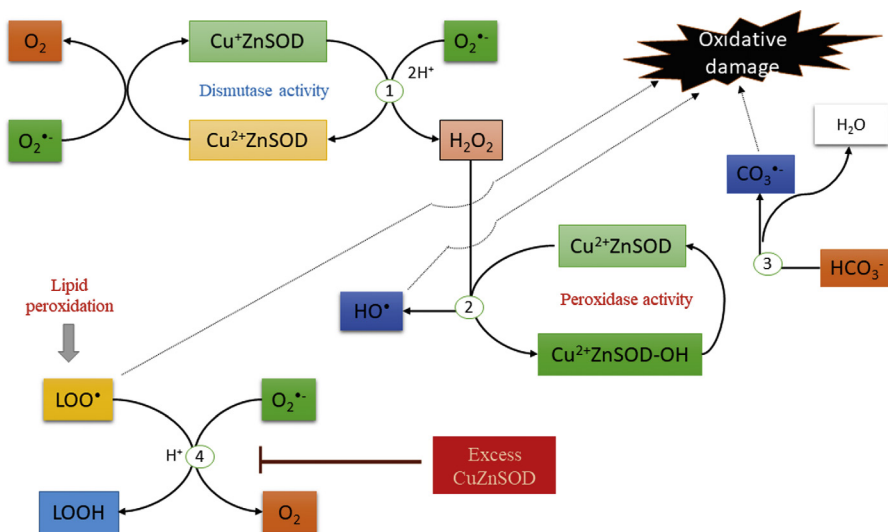 O₂
Cu⁺ZnSOD
O₂•⁻
Oxidative
damage
2H⁺
1
Dismutase activity
H₂O
O₂•⁻
Cu²⁺ZnSOD
H₂O₂
CO₃•⁻
Cu²⁺ZnSOD
3
HCO₃⁻
Lipid
peroxidation
HO•
2
Peroxidase activity
Cu²⁺ZnSOD-OH
LOO•
O₂•⁻
H⁺
4
Excess
CuZnSOD
LOOH
O₂